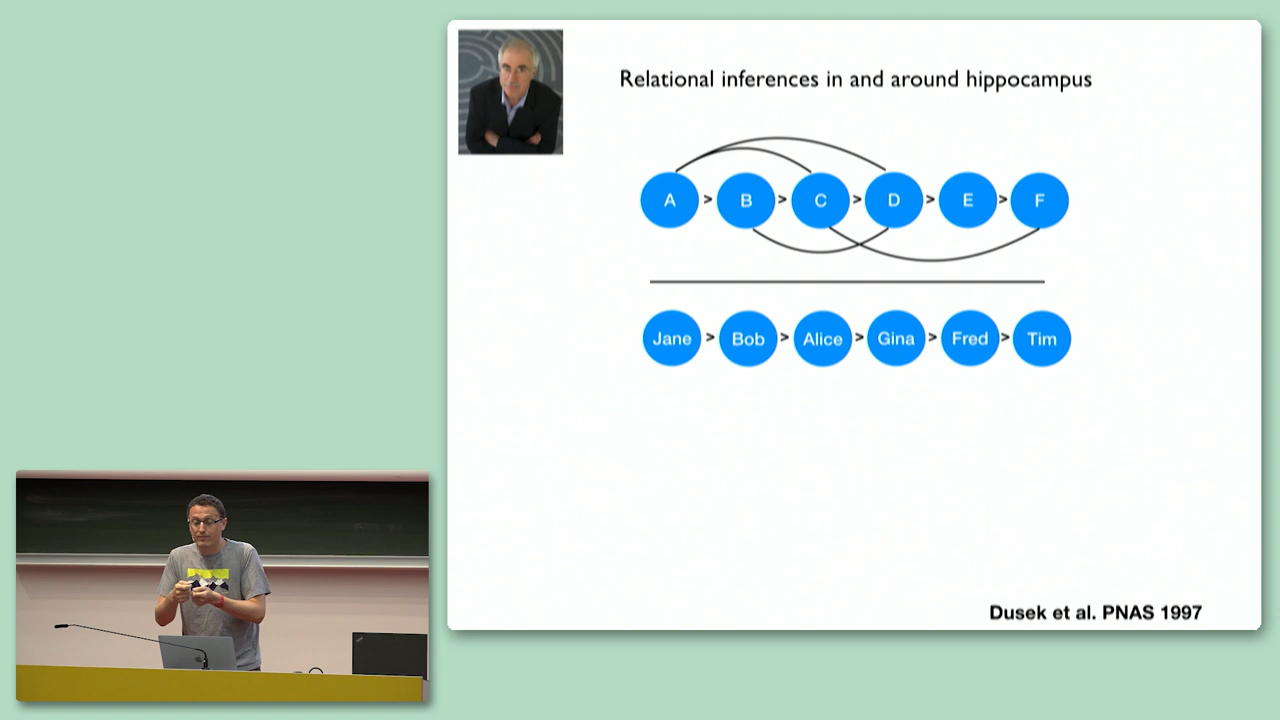 Relational inferences in and around hippocampus
A > B > C > D > E > F
Jane > Bob > Alice > Gina > Fred > Tim
Dusek et al. PNAS 1997